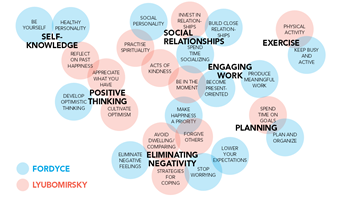 BE
YOURSELF
HEALTHY
PERSONALITY
SELF-
KNOWLEDGE
REFLECT
ON PAST
HAPPINESS
APPRECIATE
WHAT YOU
HAVE
DEVELOP
OPTIMISTIC
THINKING
POSITIVE
THINKING
CULTIVATE
OPTIMISM
SOCIAL
PERSONALITY
INVEST IN
RELATION-
SHIPS
BUILD CLOSE
RELATION-
SHIPS
SOCIAL
RELATIONSHIPS
PRACTISE
SPIRITUALITY
SPEND
TIME
SOCIALIZING
ACTS OF
KINDNESS
BE IN THE
MOMENT
BECOME
PRESENT-
ORIENTED
ENGAGING
WORK
PRODUCE
MEANINGFUL
WORK
PHYSICAL
ACTIVITY
EXERCISE
KEEP BUSY
AND
ACTIVE
MAKE
HAPPINESS
A PRIORITY
SPEND
TIME ON
GOALS
PLANNING
PLAN AND
ORGANIZE
AVOID
DWELLING/
COMPARING
FORGIVE
OTHERS
ELIMINATE
NEGATIVE
FEELINGS
ELIMINATING
NEGATIVITY
LOWER
YOUR
EXPECTATIONS
STRATEGIES
FOR
COPING
STOP
WORRYING
FORDYCE
LYUBOMIRSKY